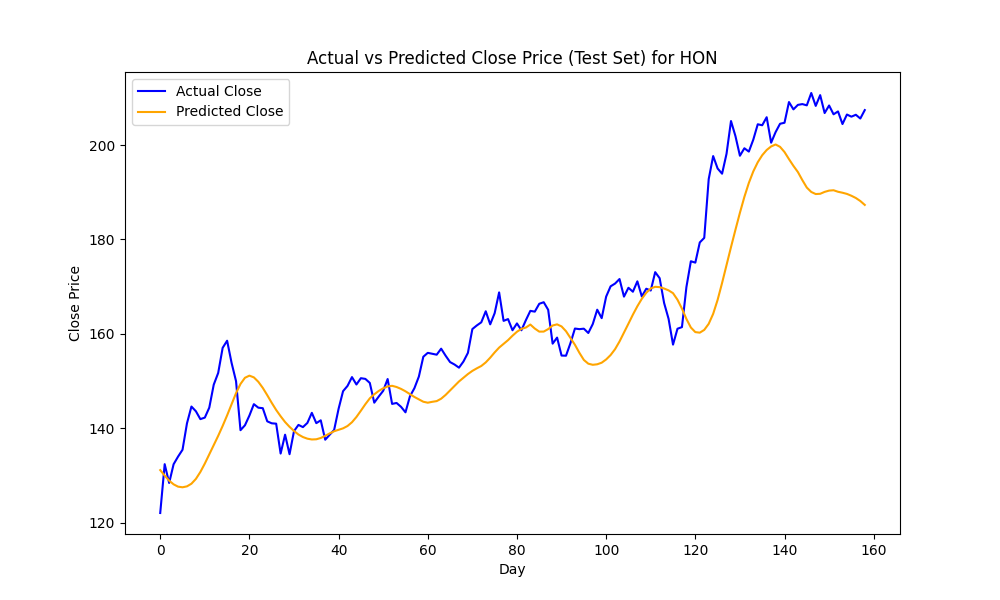 Actual vs Predicted Close Price (Test Set) for HON
Actual Close
Predicted Close
Close Price
200
180
160
140
120
0 20 40 60 80 100 120 140 160
Day